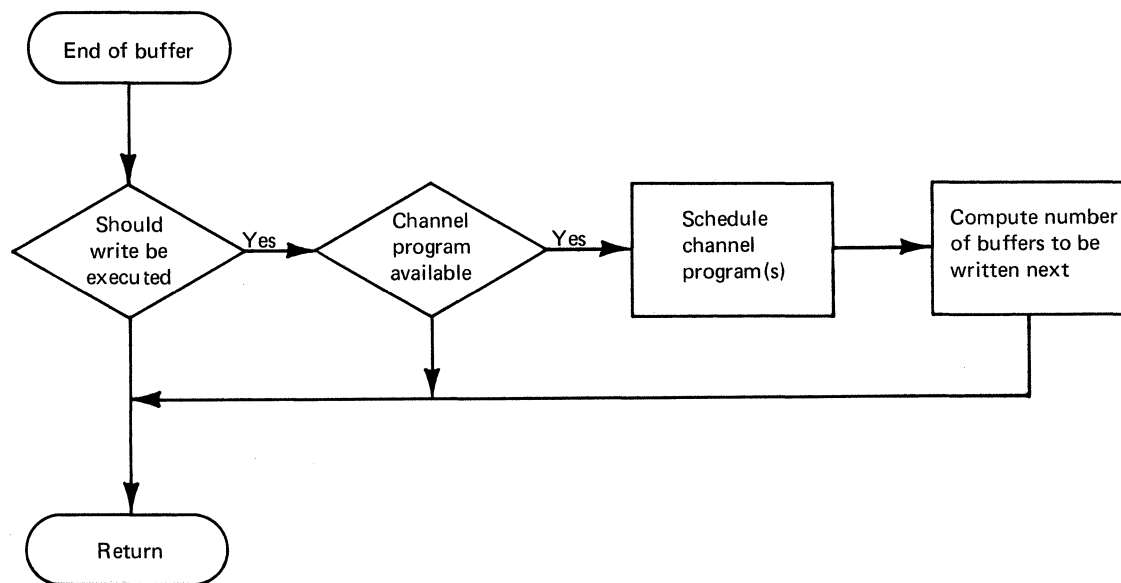 End of buffer
Should
write be
executed
Yes
Channel
program
available
Yes
Schedule
channel
program(s)
Compute number
of buffers to be
written next
Return